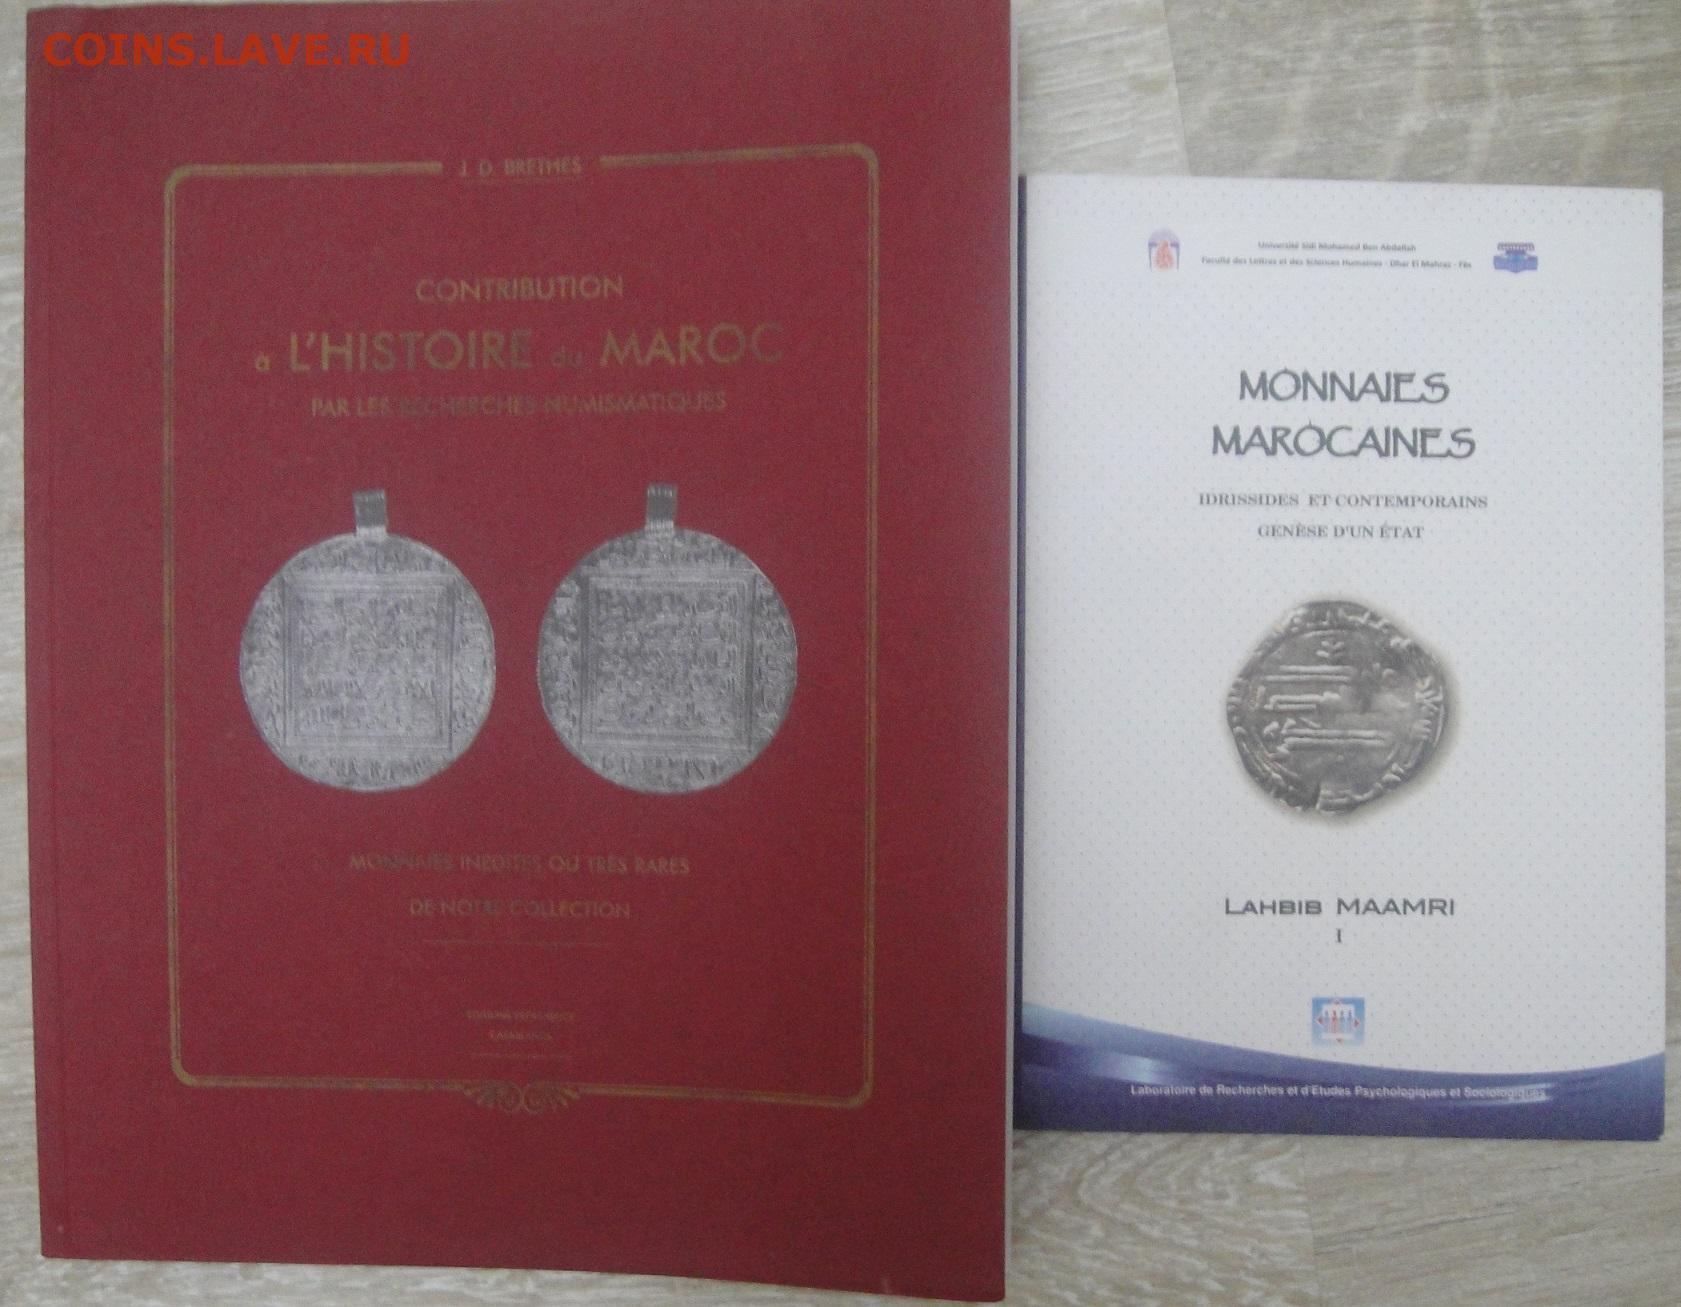 COINS.LAVE.RU
J. D. BRETHES
CONTRIBUTION
à L'HISTOIRE du MAROC
PAR LES RECHERCHES NUMISMATIQUES
MONNAIES INÉDITES OU TRÈS RARES
DE NOTRE COLLECTION
CASABLANCA
Université Sidi Mohamed Ben Abdellah
Faculté des Lettres et des Sciences Humaines - Dhar El Mahraz - Fès
MONNAIES
MAROCAINES
IDRISSIDES ET CONTEMPORAINS
GENÈSE D'UN ÉTAT
LAHBIB MAAMRI
I
Laboratoire de Recherches et d'Etudes Psychologiques et Sociologiques